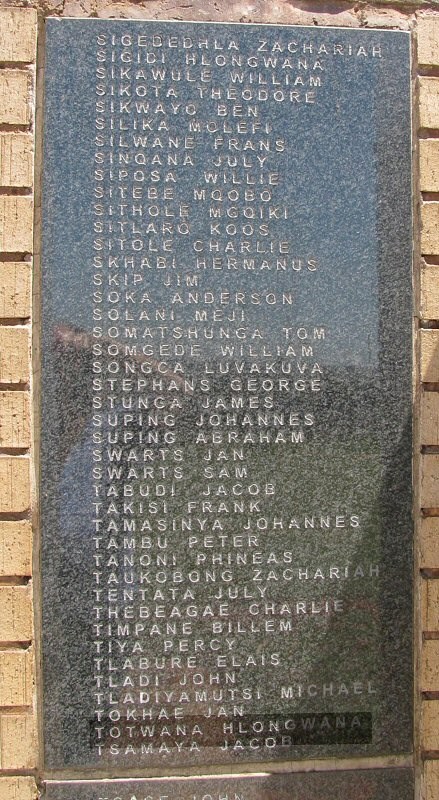 SIGEDEDHLA ZACHARIAH
SIGIDI HLONGWANA
SIKAWULE WILLIAM
SIKOTA THEODORE
SIKWAYO BEN
SILIKA MOLEFI
SILWANE FRANS
SINQANA JULY
SIPOSA WILLIE
SITEBE MQOBO
SITHOLE MCQIKI
SITLARO KOOS
SITOLE CHARLIE
SKHABI HERMANUS
SKIP JIM
SOKA ANDERSON
SOLANI MEJI
SOMATSHUNGA TOM
SOMGEDE WILLIAM
SONGCA LUVAKUVA
STEPHANS GEORGE
STUNGA JAMES
SUPING JOHANNES
SUPING ABRAHAM
SWARTS JAN
SWARTS SAM
TABUDI JACOB
TAKISI FRANK
TAMASINYA JOHANNES
TAMBU PETER
TANONI PHINEAS
TAUKOBONG ZACHARIAH
TENTATA JULY
THEBEAGAE CHARLIE
TIMPANE BILLEM
TIYA PERCY
TLABURE ELAIS
TLADI JOHN
TLADIYAMUTSI MICHAEL
TOKHAE JAN
TOTWANA HLONGWANA
TSAMAYA JACOB
JOHN